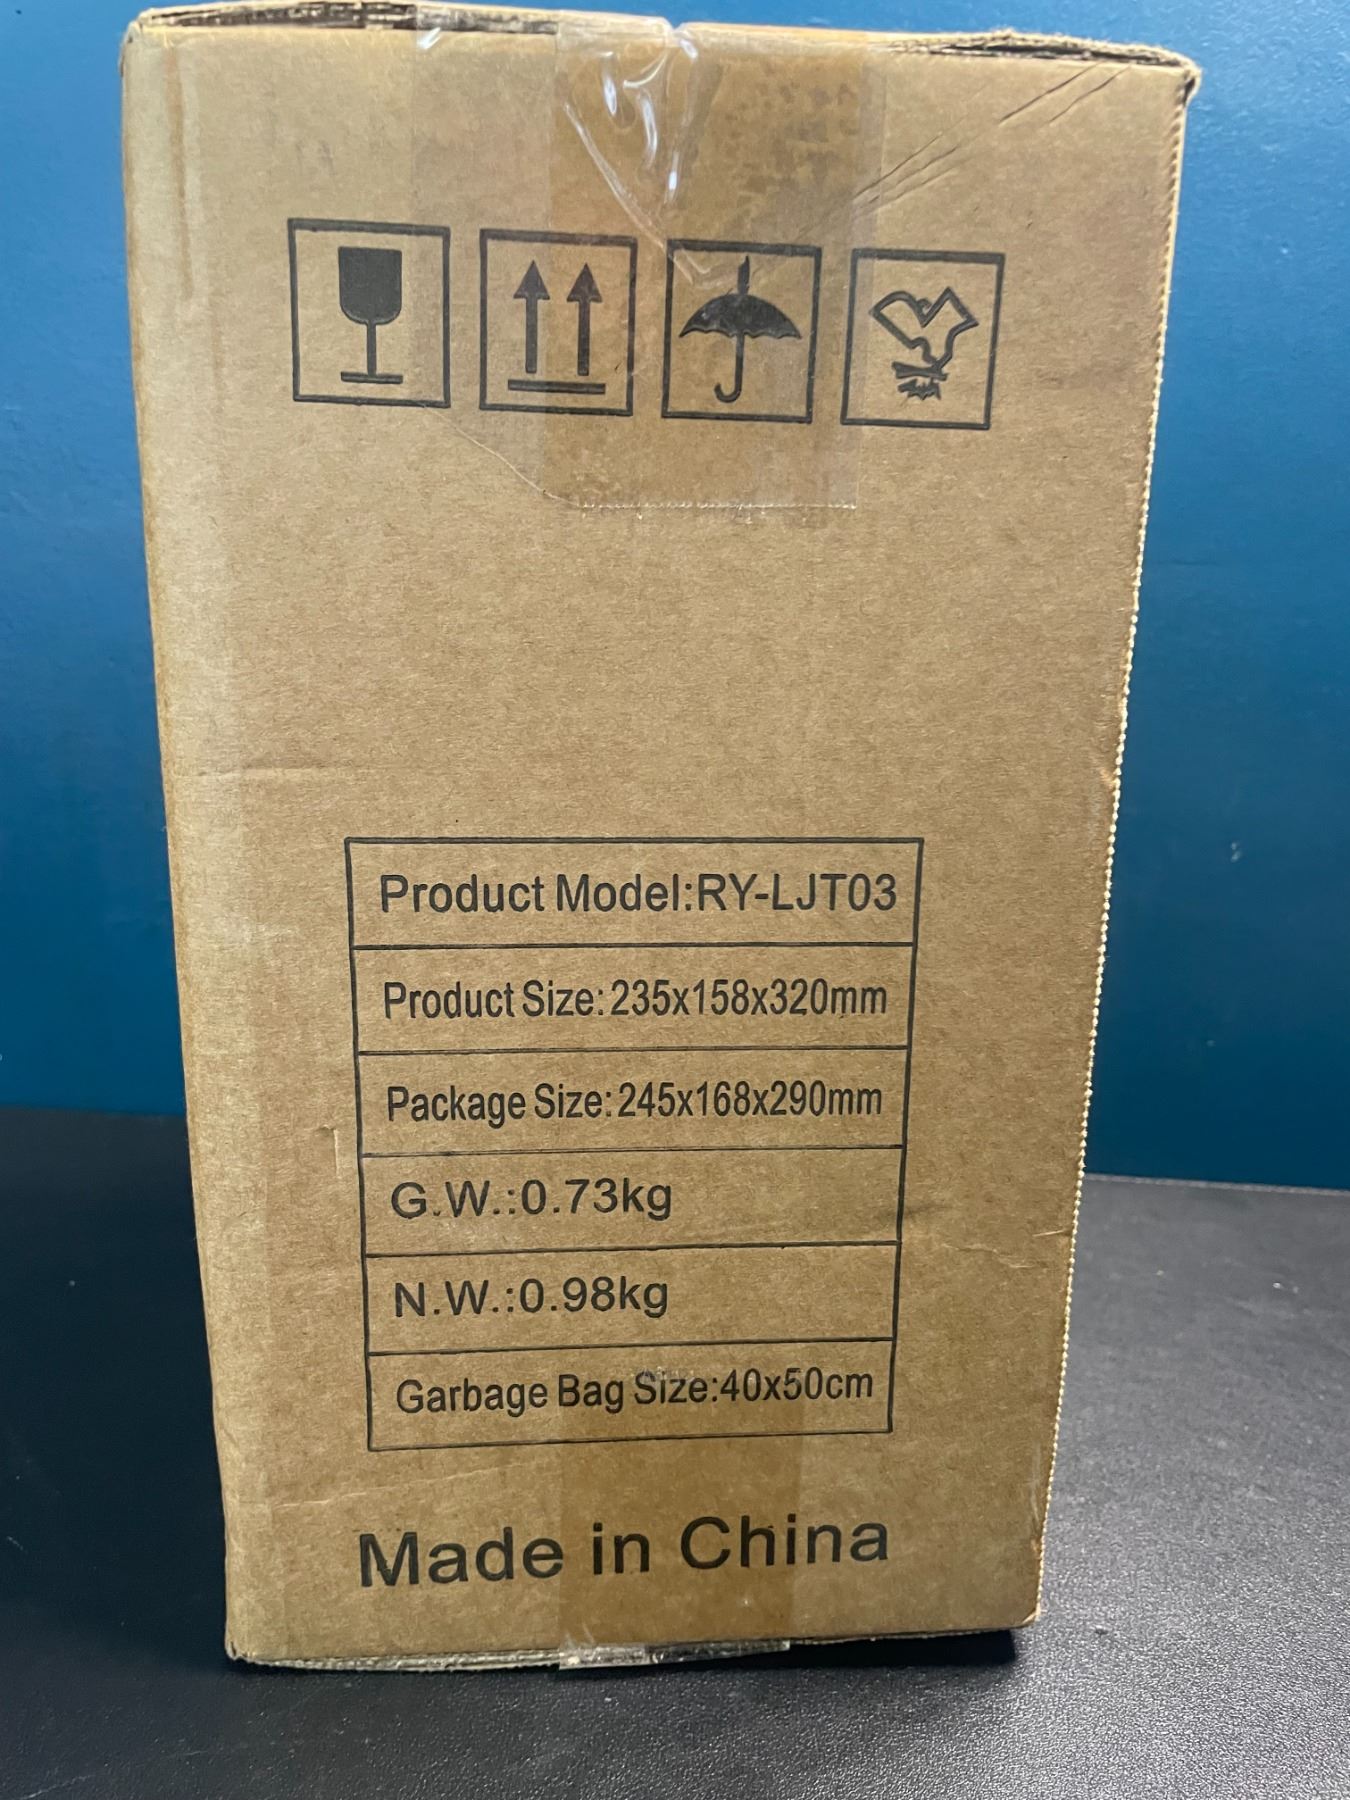 Product Model:RY-LJT03
Product Size:235x158x320mm
Package Size:245x168x290mm
G.W.:0.73kg
N.W.:0.98kg
Garbage Bag Size:40x50cm
Made in China